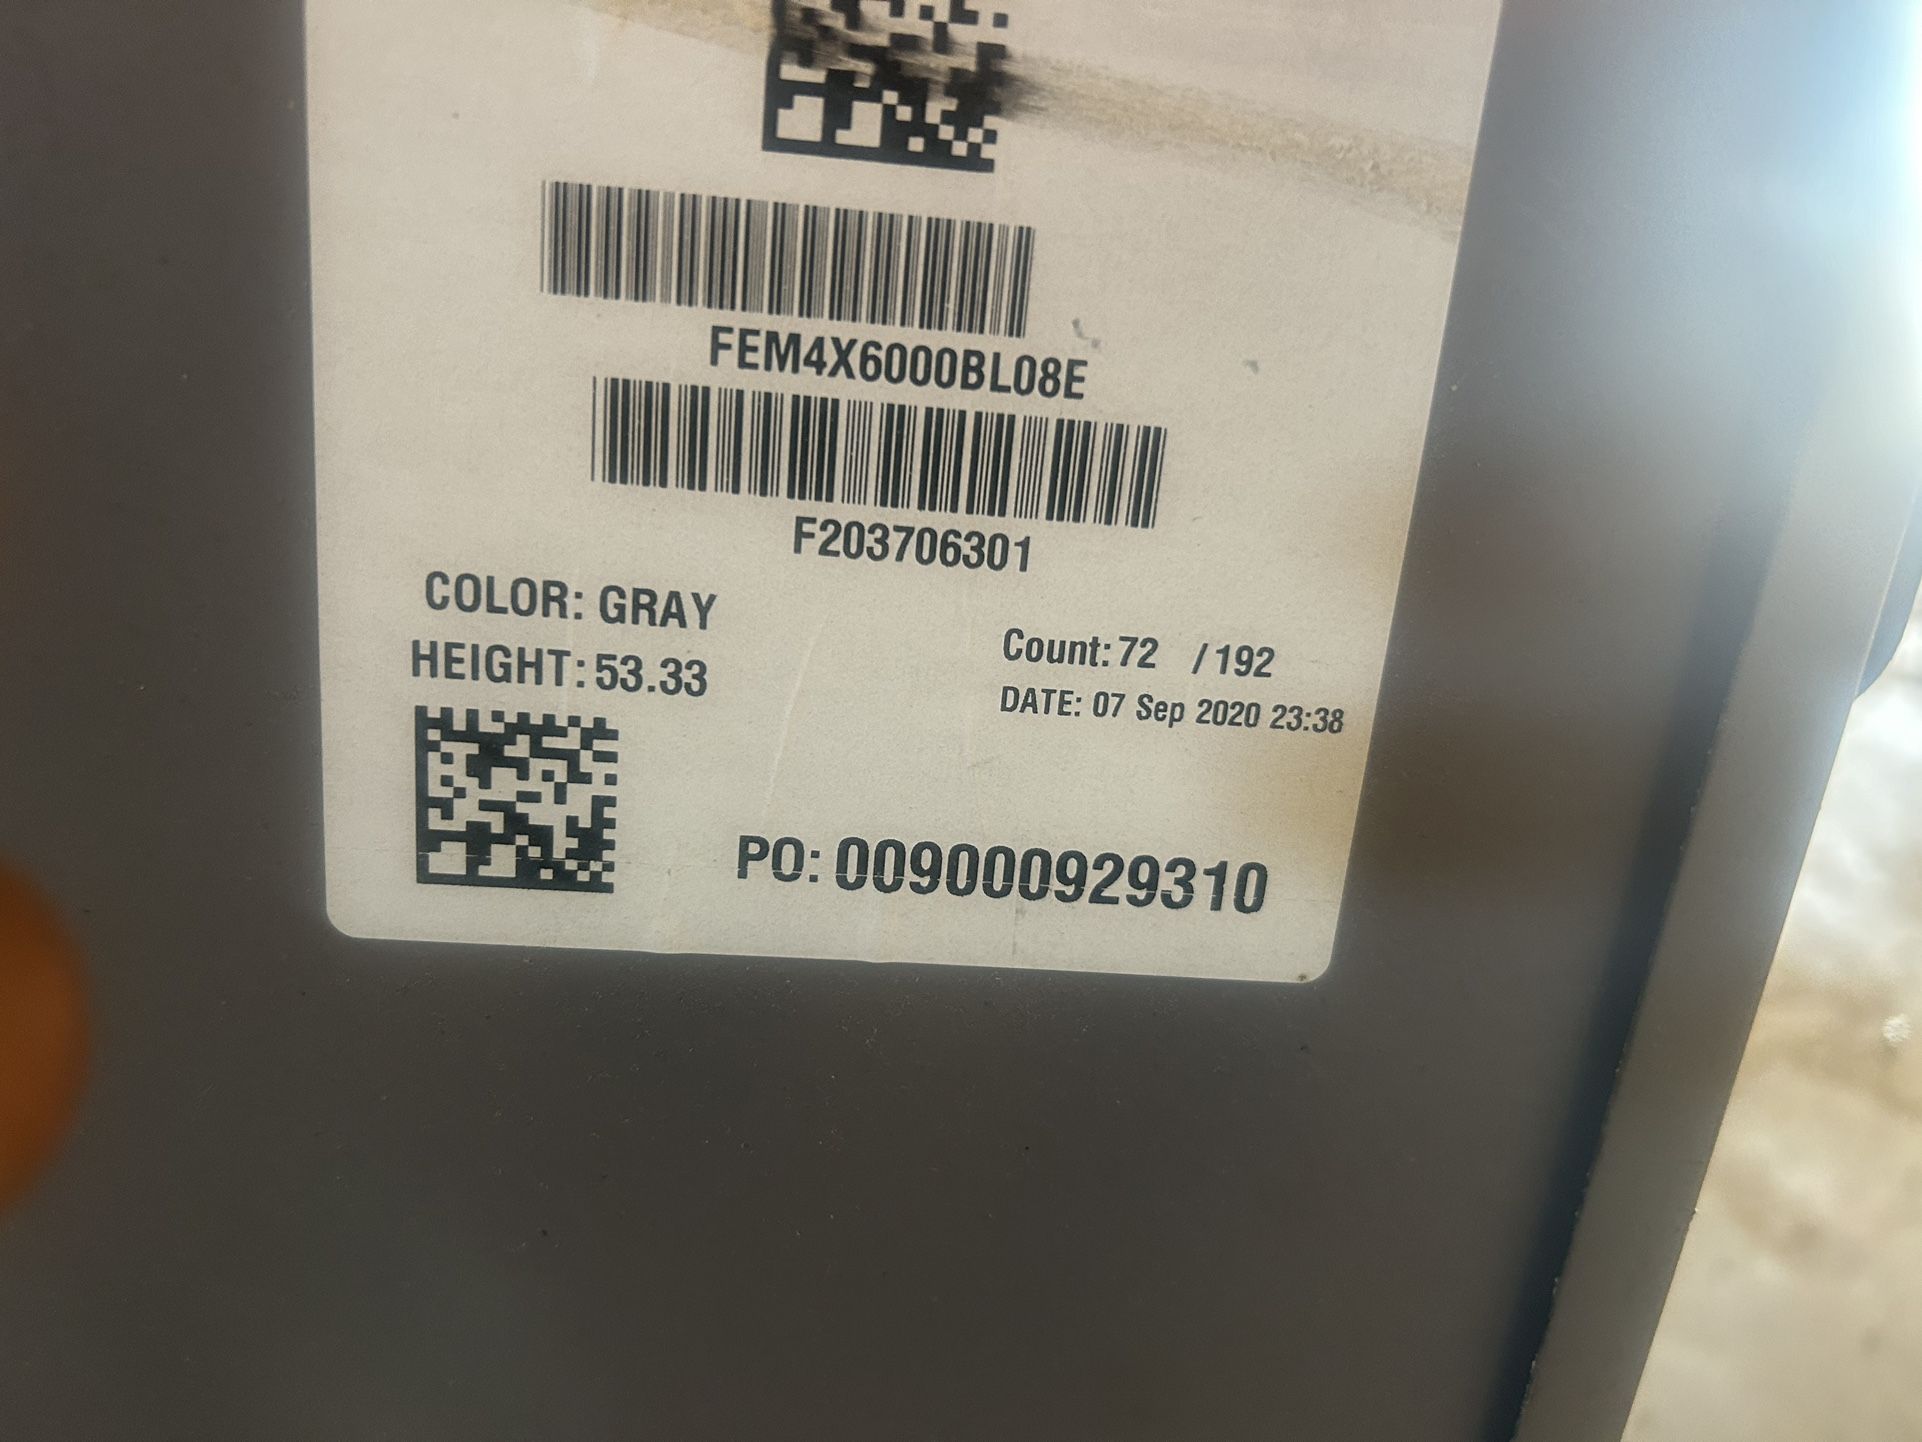 FEM4X6000BL08E
F203706301
COLOR: GRAY
HEIGHT: 53.33
Count: 72 / 192
DATE: 07 Sep 2020 23:38
PO: 009000929310